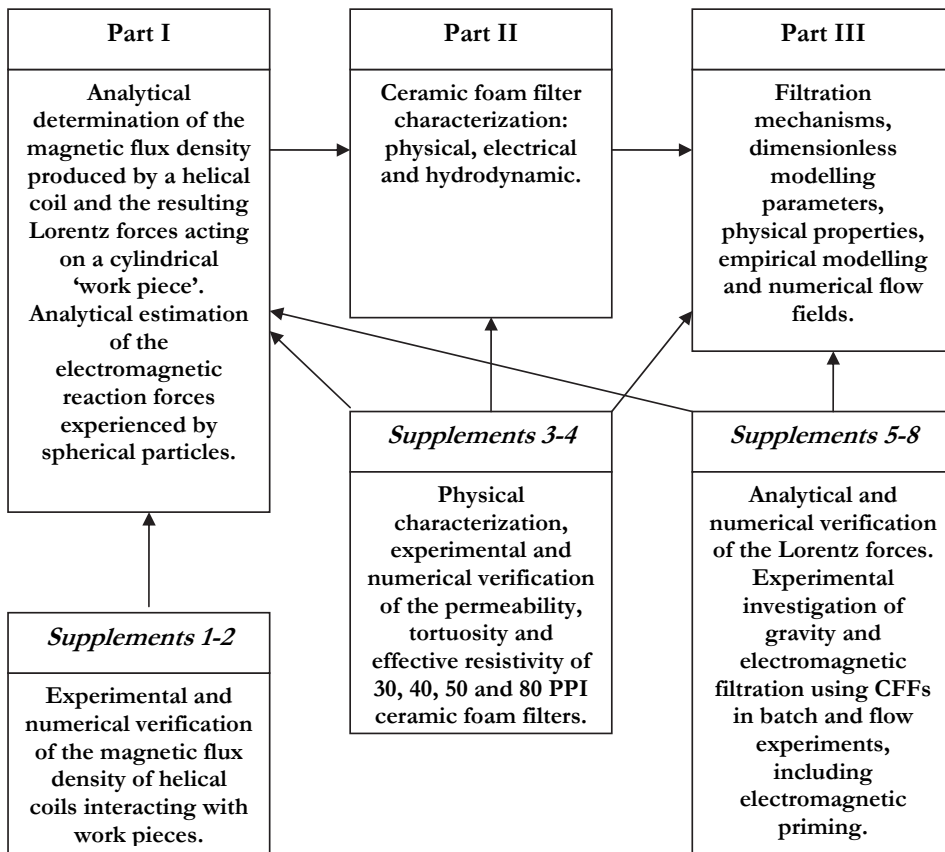 Part I
Analytical
determination of the
magnetic flux density
produced by a helical
coil and the resulting
Lorentz forces acting
on a cylindrical
‘work piece’.
Analytical estimation
of the
electromagnetic
reaction forces
experienced by
spherical particles.
Part II
Ceramic foam filter
characterization:
physical, electrical
and hydrodynamic.
Part III
Filtration
mechanisms,
dimensionless
modelling
parameters,
physical properties,
empirical modelling
and numerical flow
fields.
Supplements 1-2
Experimental and
numerical verification
of the magnetic flux
density of helical
coils interacting with
work pieces.
Supplements 3-4
Physical
characterization,
experimental and
numerical verification
of the permeability,
tortuosity and
effective resistivity of
30, 40, 50 and 80 PPI
ceramic foam filters.
Supplements 5-8
Analytical and
numerical verification
of the Lorentz forces.
Experimental
investigation of
gravity and
electromagnetic
filtration using CFFs
in batch and flow
experiments,
including
electromagnetic
priming.